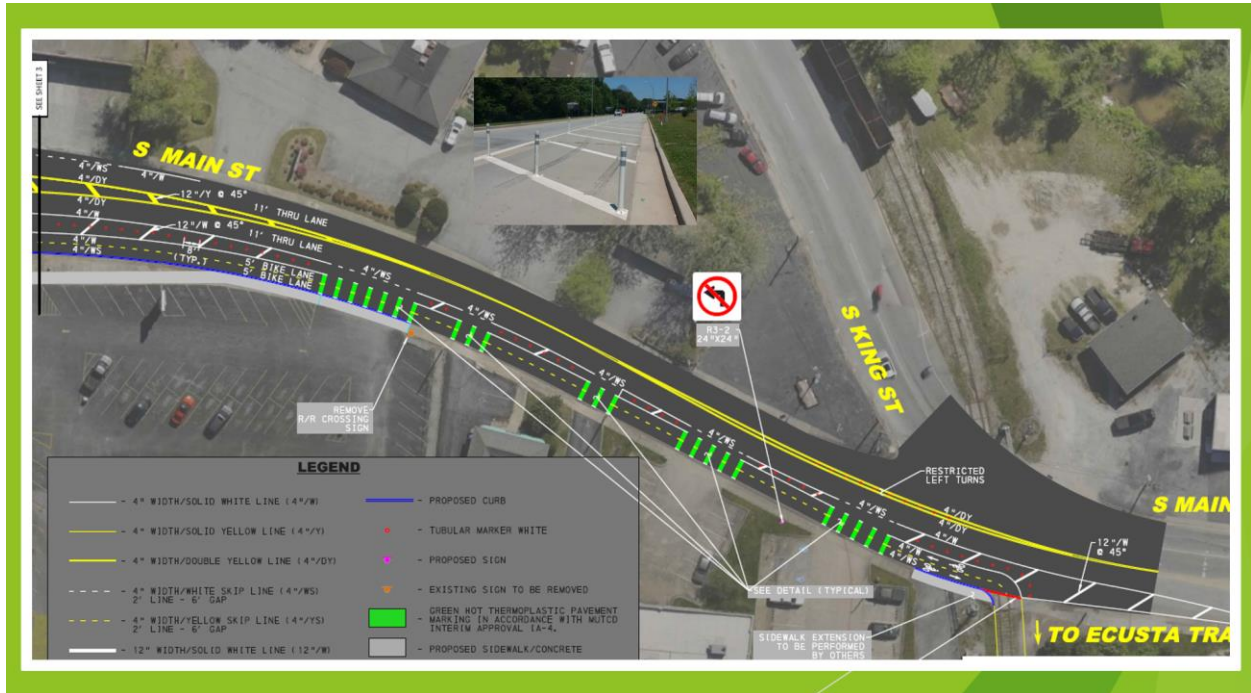 SEE SHEET 3
S MAIN ST
4"/WS
4"/W
4"/DY
4"/DY
12"/Y @ 45°
11' THRU LANE
4"/W
12"/W @ 45°
11' THRU LANE
4"/W
4"/WS
8'
(TYP.)
5' BIKE LANE
5' BIKE LANE
4"/WS
4"/WS
4"/WS
4"/WS
4"/WS
R3-2
24"X24"
S KING ST
REMOVE
R/R CROSSING
SIGN
RESTRICTED
LEFT TURNS
S MAIN
4"/DY
4"/DY
4"/W
4"/W
4"/WS
12"/W
@ 45°
SEE DETAIL (TYPICAL)
SIDEWALK EXTENSION
TO BE PERFORMED
BY OTHERS
TO ECUSTA TRA
LEGEND
- 4" WIDTH/SOLID WHITE LINE (4"/W)
- 4" WIDTH/SOLID YELLOW LINE (4"/Y)
- 4" WIDTH/DOUBLE YELLOW LINE (4"/DY)
- 4" WIDTH/WHITE SKIP LINE (4"/WS)
2' LINE - 6' GAP
- 4" WIDTH/YELLOW SKIP LINE (4"/YS)
2' LINE - 6' GAP
- 12" WIDTH/SOLID WHITE LINE (12"/W)
- PROPOSED CURB
- TUBULAR MARKER WHITE
- PROPOSED SIGN
- EXISTING SIGN TO BE REMOVED
GREEN HOT THERMOPLASTIC PAVEMENT
- MARKING IN ACCORDANCE WITH MUTCD
INTERIM APPROVAL IA-4.
- PROPOSED SIDEWALK/CONCRETE